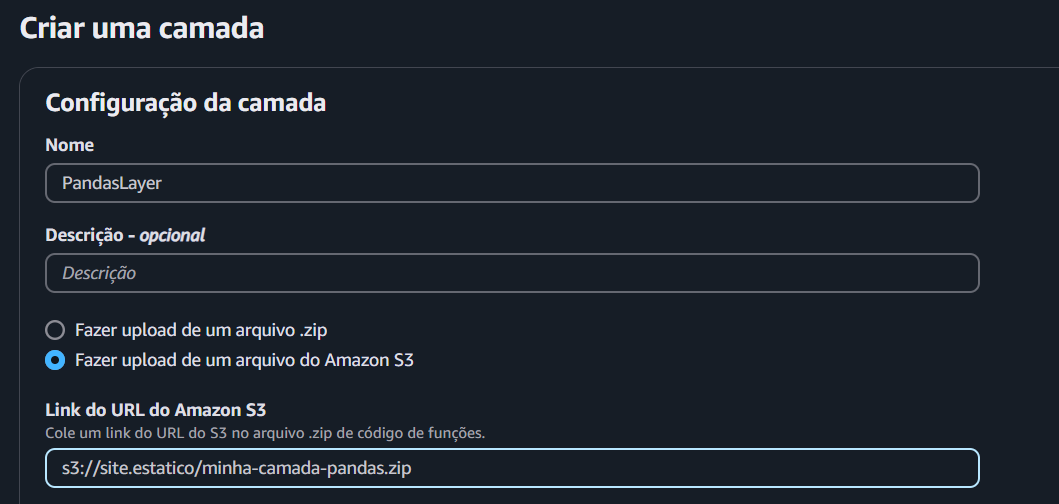 Criar uma camada
Configuração da camada
Nome
PandasLayer
Descrição - opcional
Descrição
Fazer upload de um arquivo .zip
Fazer upload de um arquivo do Amazon S3
Link do URL do Amazon S3
Cole um link do URL do S3 no arquivo .zip de código de funções.
s3://site.estatico/minha-camada-pandas.zip